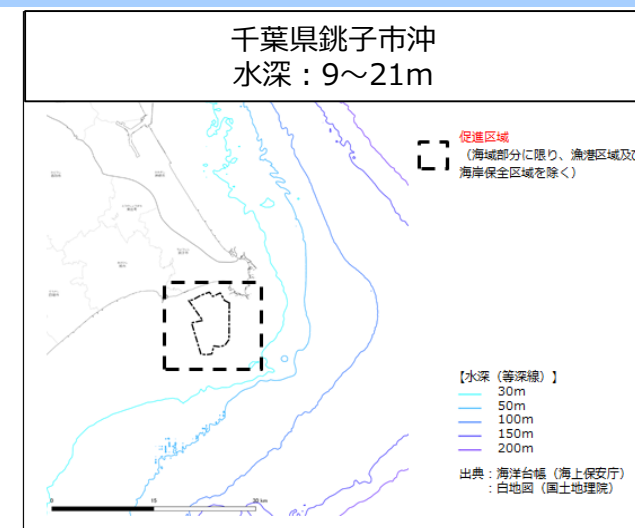 千葉県銚子市沖
水深：9～21m
促進区域
（海域部分に限り、漁港区域及び
海岸保全区域を除く）
【水深（等深線）】
30m
50m
100m
150m
200m
出典：海洋台帳（海上保安庁）
：白地図（国土地理院）
0 15 30 km